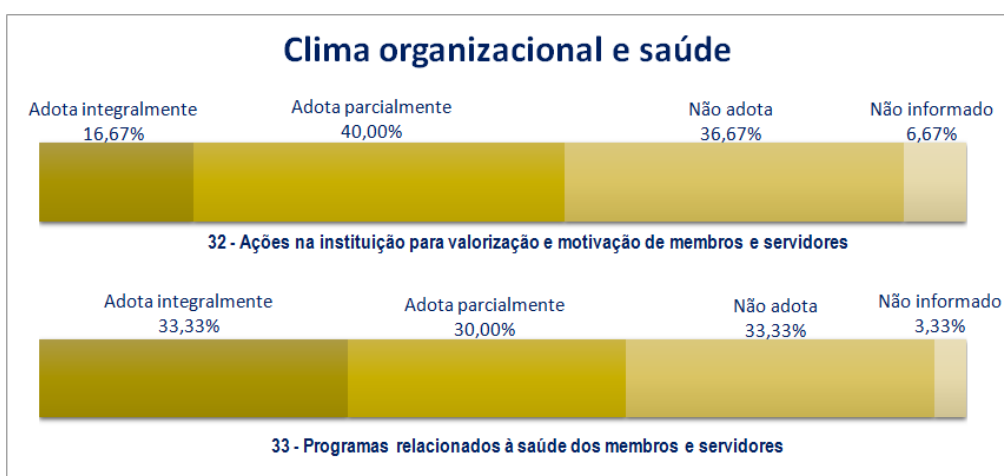 Clima organizacional e saúde
Adota integralmente
16,67%
Adota parcialmente
40,00%
Não adota
36,67%
Não informado
6,67%
32 - Ações na instituição para valorização e motivação de membros e servidores
Adota integralmente
33,33%
Adota parcialmente
30,00%
Não adota
33,33%
Não informado
3,33%
33 - Programas relacionados à saúde dos membros e servidores